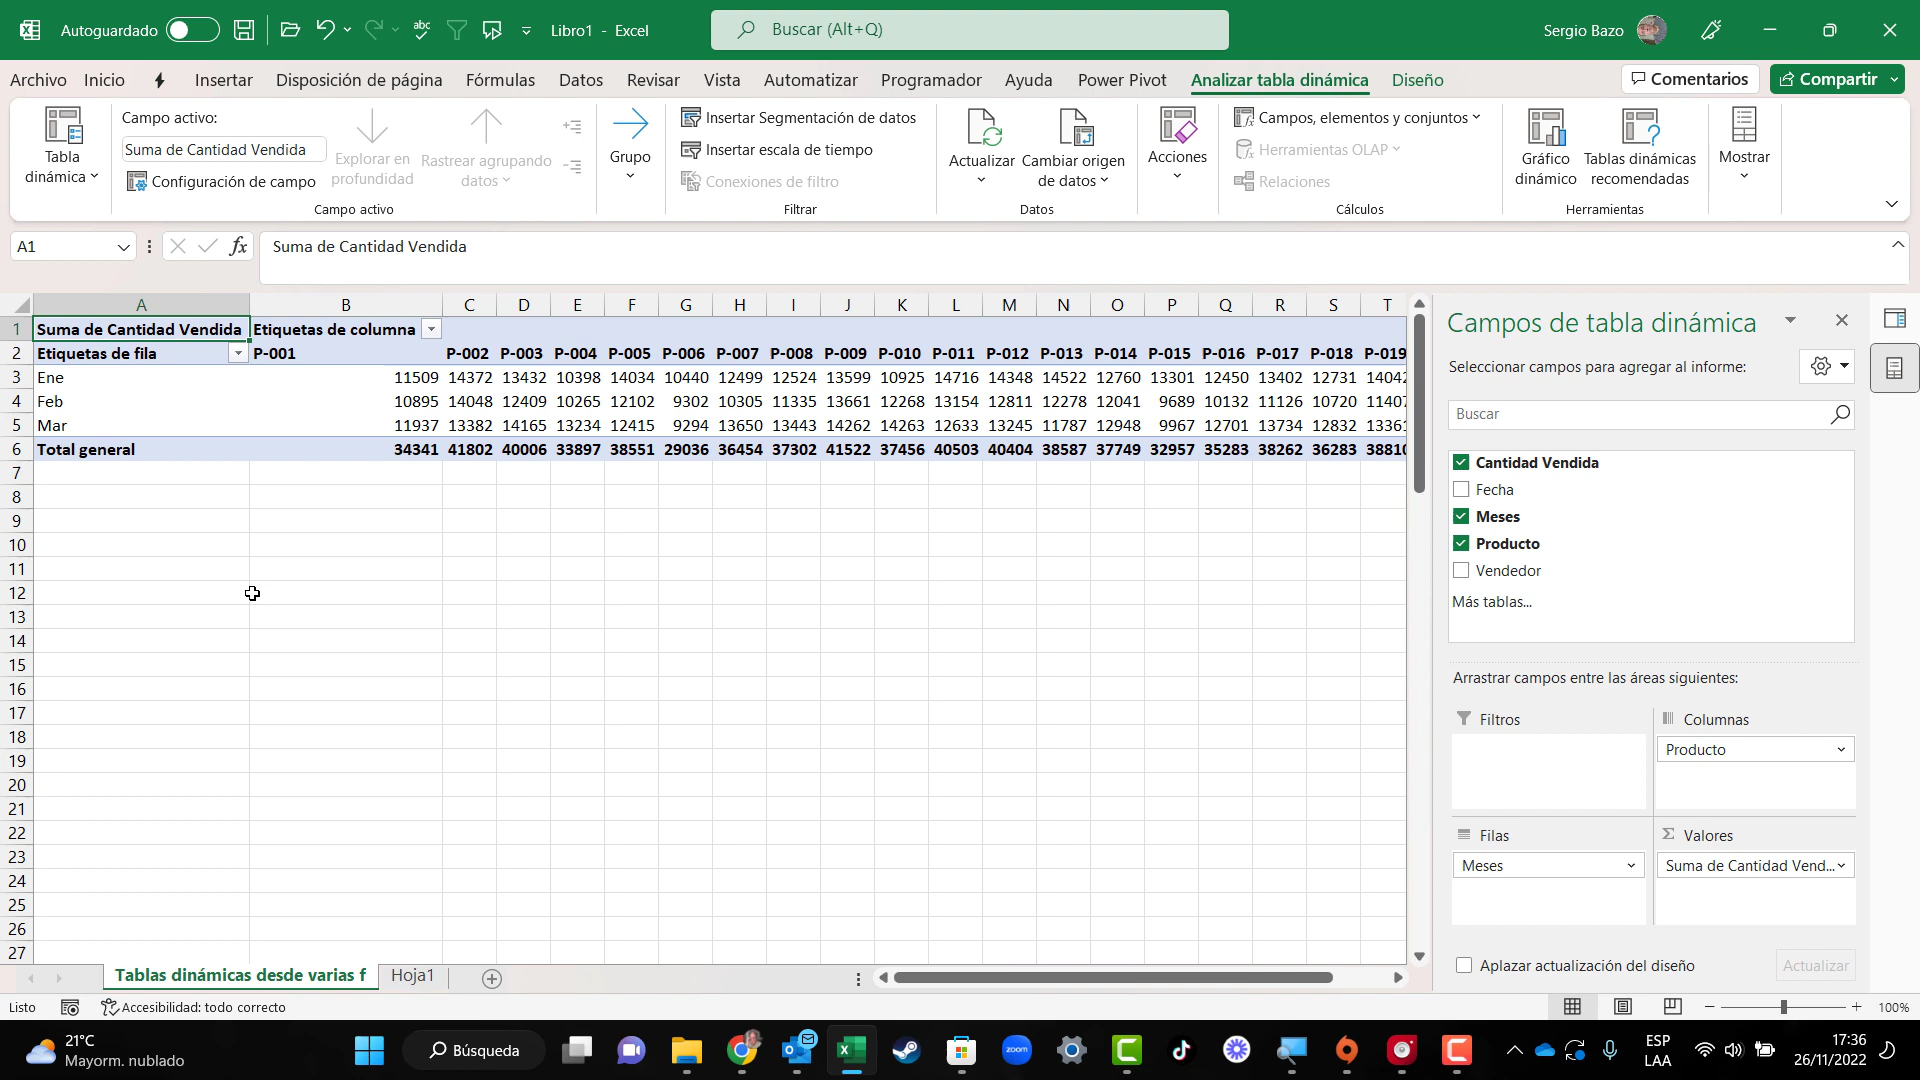 Autoguardado
abc
Libro1 - Excel
Buscar (Alt+Q)
Sergio Bazo
Archivo Inicio Insertar Disposición de página Fórmulas Datos Revisar Vista Automatizar Programador Ayuda Power Pivot Analizar tabla dinámica Diseño
Comentarios
Compartir
Tabla
dinámica
Campo activo:
Suma de Cantidad Vendida
Configuración de campo
Explorar en
profundidad
Rastrear agrupando
datos
Campo activo
Grupo
Insertar Segmentación de datos
Insertar escala de tiempo
Conexiones de filtro
Filtrar
Actualizar
Cambiar origen
de datos
Datos
Acciones
Campos, elementos y conjuntos
Herramientas OLAP
Relaciones
Cálculos
Gráfico
dinámico
Tablas dinámicas
recomendadas
Herramientas
Mostrar
A1
fx
Suma de Cantidad Vendida
A B C D E F G H I J K L M N O P Q R S T
1 Suma de Cantidad Vendida Etiquetas de columna
2 Etiquetas de fila P-001 P-002 P-003 P-004 P-005 P-006 P-007 P-008 P-009 P-010 P-011 P-012 P-013 P-014 P-015 P-016 P-017 P-018 P-019
3 Ene 11509 14372 13432 10398 14034 10440 12499 12524 13599 10925 14716 14348 14522 12760 13301 12450 13402 12731 14042
4 Feb 10895 14048 12409 10265 12102 9302 10305 11335 13661 12268 13154 12811 12278 12041 9689 10132 11126 10720 11407
5 Mar 11937 13382 14165 13234 12415 9294 13650 13443 14262 14263 12633 13245 11787 12948 9967 12701 13734 12832 13361
6 Total general 34341 41802 40006 33897 38551 29036 36454 37302 41522 37456 40503 40404 38587 37749 32957 35283 38262 36283 38810
7
8
9
10
11
12
13
14
15
16
17
18
19
20
21
22
23
24
25
26
27
Campos de tabla dinámica
Seleccionar campos para agregar al informe:
Buscar
Cantidad Vendida
Fecha
Meses
Producto
Vendedor
Más tablas...
Arrastrar campos entre las áreas siguientes:
Filtros
Columnas
Producto
Filas
Σ Valores
Meses
Suma de Cantidad Vend...
Aplazar actualización del diseño
Actualizar
Tablas dinámicas desde varias f
Hoja1
Listo
Accesibilidad: todo correcto
100%
21°C
Mayorm. nublado
Búsqueda
zoom
ESP
LAA
17:36
26/11/2022